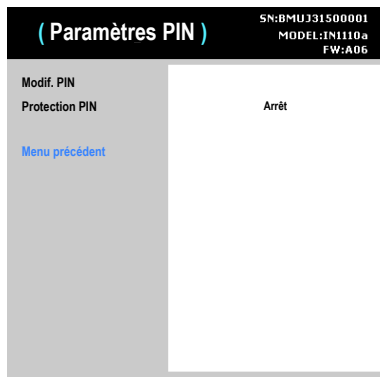 ( Paramètres PIN )
SN:BMUJ31500001
MODEL:IN1110a
FW:A06
Modif. PIN
Protection PIN Arrêt
Menu précédent